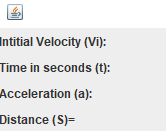 Intitial Velocity (Vi):
Time in seconds (t):
Acceleration (a):
Distance (S)=